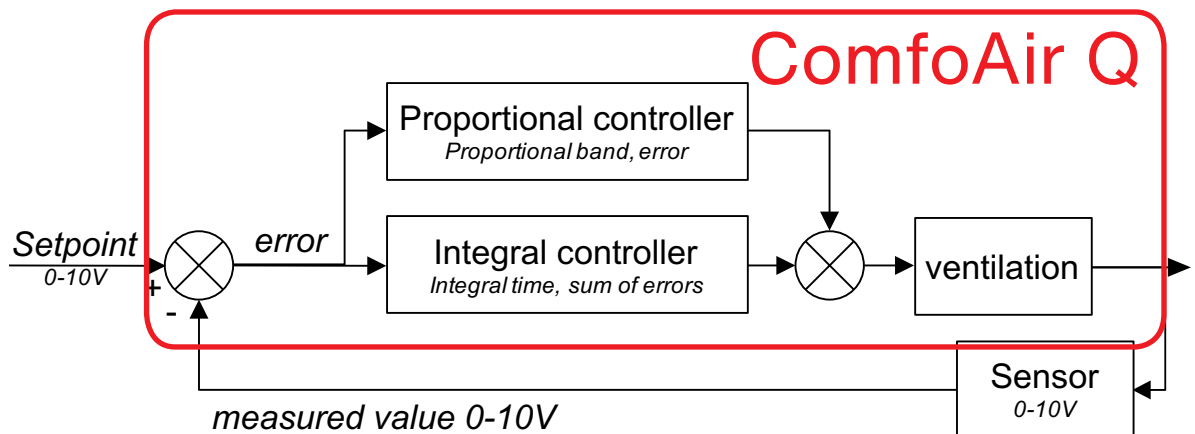 ComfoAir Q
Proportional controller
Proportional band, error
Setpoint
0-10V
+
-
error
Integral controller
Integral time, sum of errors
ventilation
Sensor
0-10V
measured value 0-10V